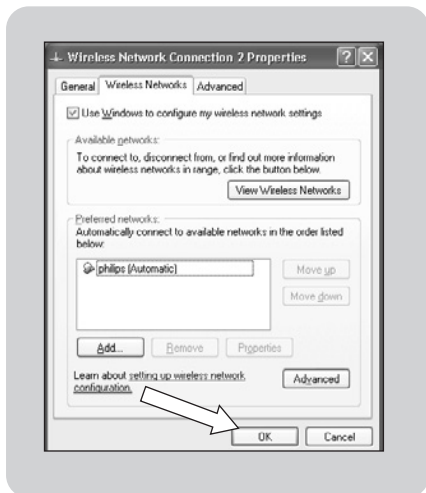 Wireless Network Connection 2 Properties
General Wireless Networks Advanced
Use Windows to configure my wireless network settings
Available networks:
To connect to, disconnect from, or find out more information
about wireless networks in range, click the button below.
View Wireless Networks
Preferred networks:
Automatically connect to available networks in the order listed
below:
philips (Automatic)
Move up
Move down
Add... Remove Properties
Learn about setting up wireless network
configuration.
Advanced
OK Cancel